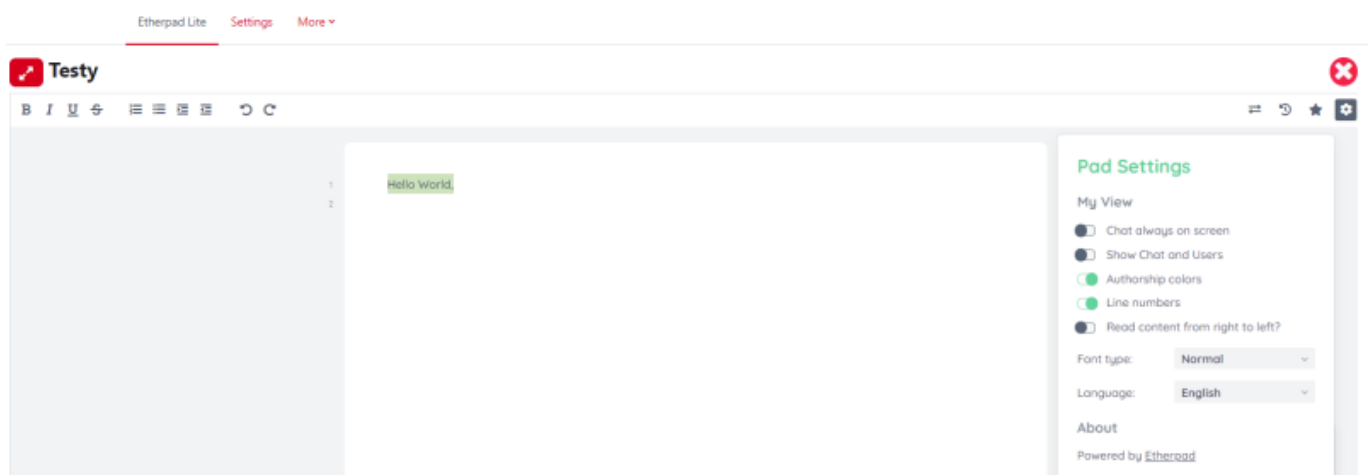 Etherpad Lite Settings More
Testy
B I U S
1 Hello World,
2
Pad Settings
My View
Chat always on screen
Show Chat and Users
Authorship colors
Line numbers
Read content from right to left?
Font type: Normal
Language: English
About
Powered by Etherpad